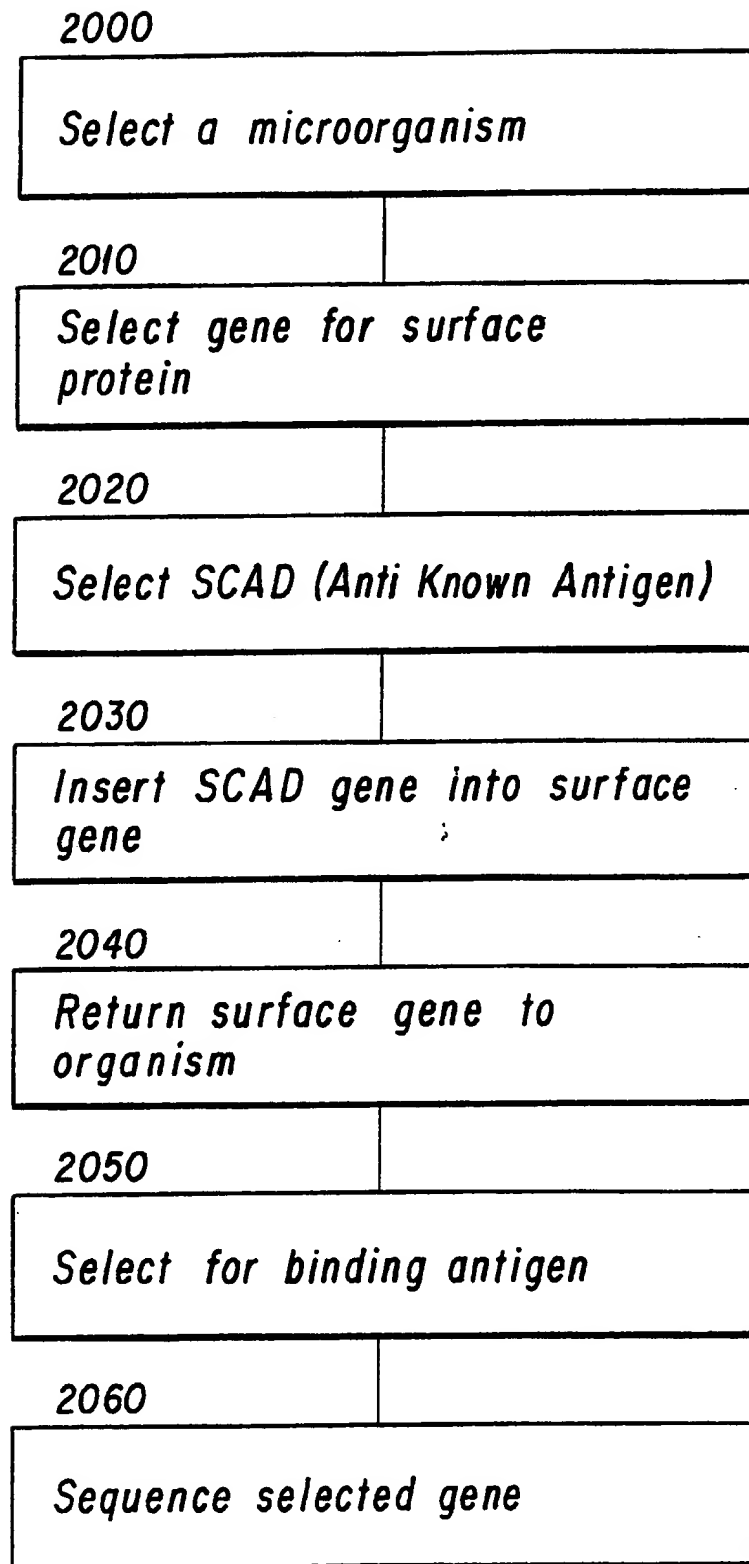 2000
Select a microorganism
2010
Select gene for surface
protein
2020
Select SCAD (Anti Known Antigen)
2030
Insert SCAD gene into surface
gene
2040
Return surface gene to
organism
2050
Select for binding antigen
2060
Sequence selected gene